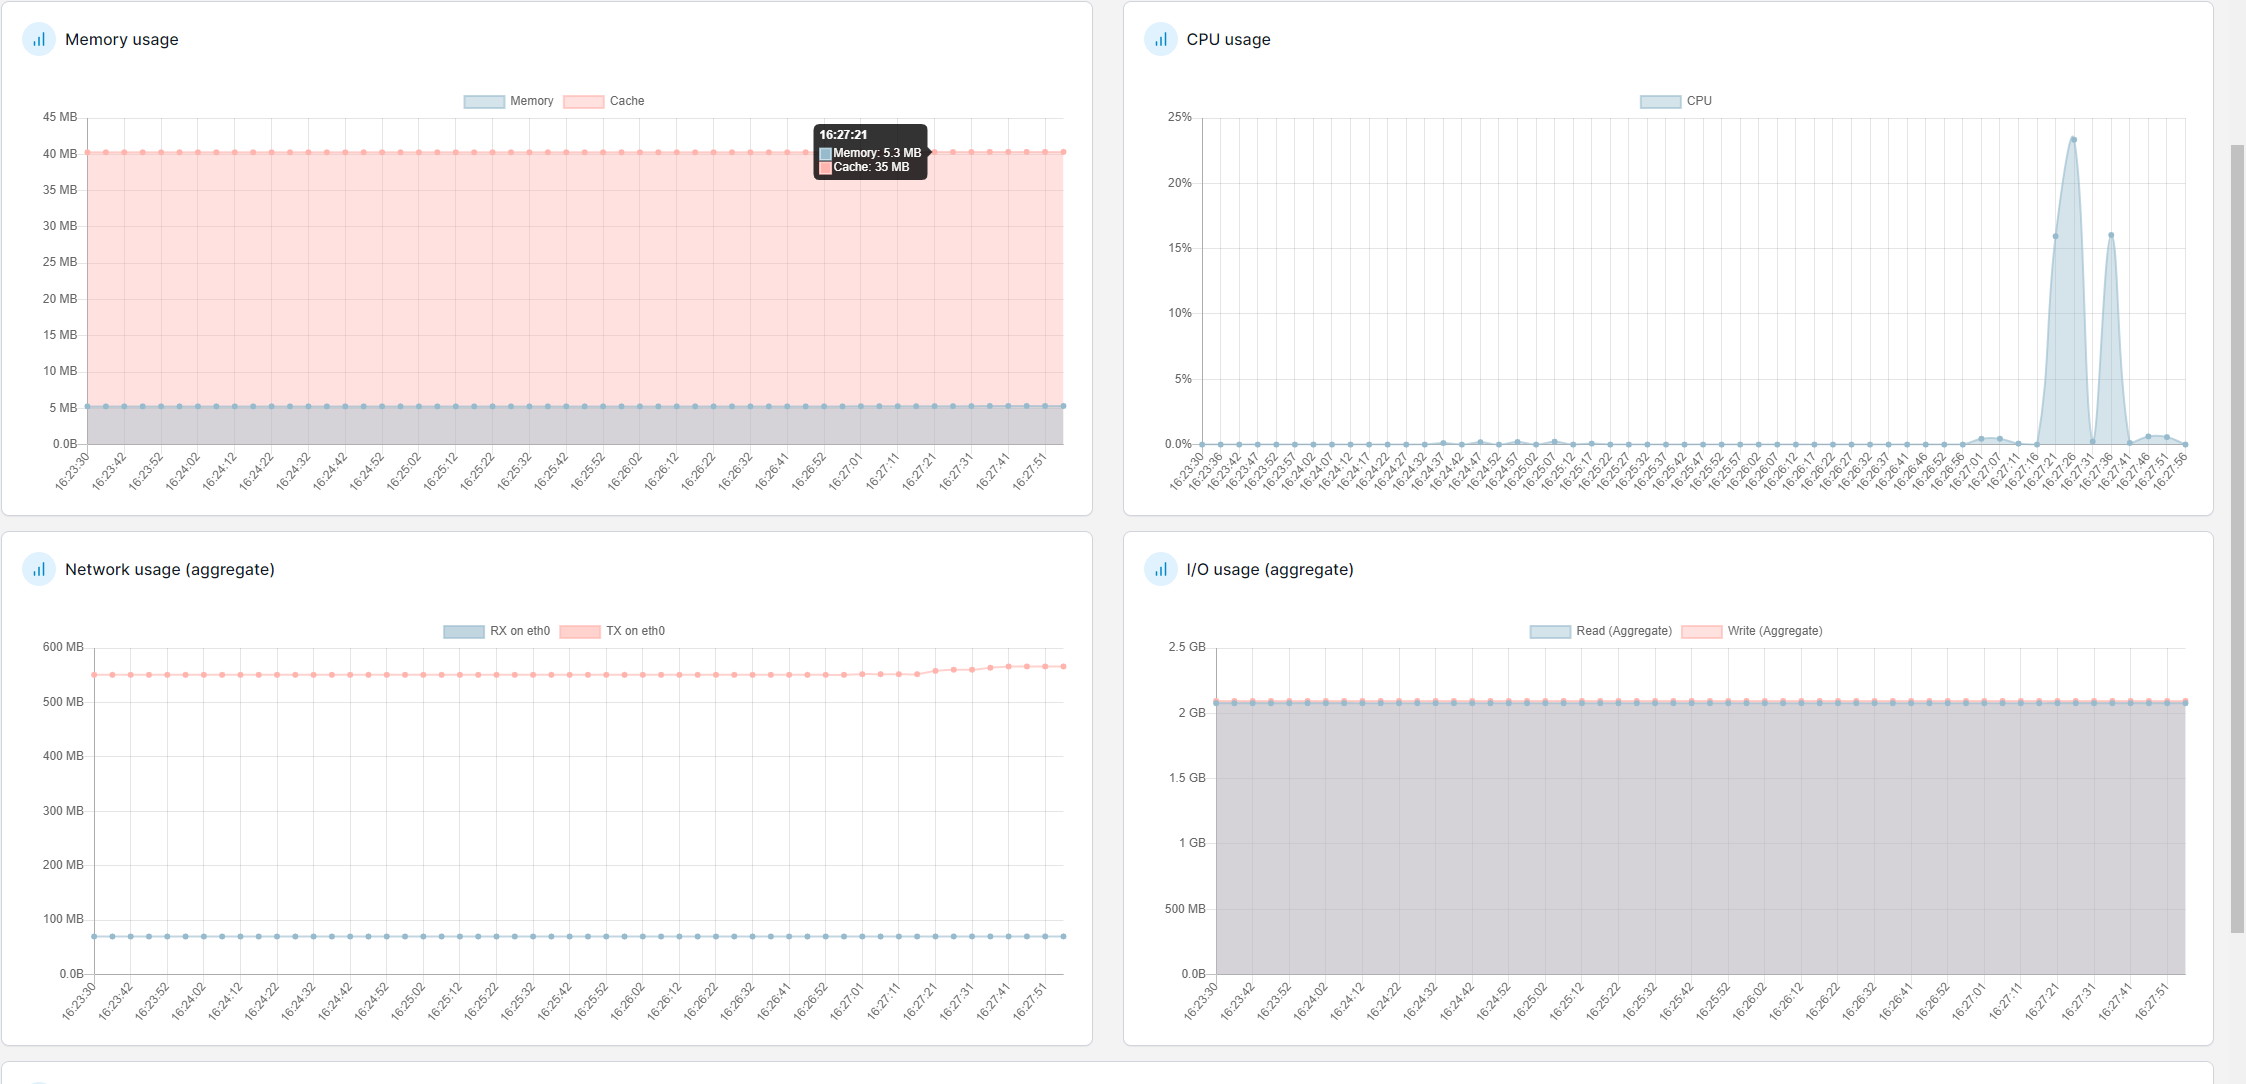 Memory usage
Memory Cache
45 MB
40 MB
35 MB
30 MB
25 MB
20 MB
15 MB
10 MB
5 MB
0.0B
16:27:21
Memory: 5.3 MB
Cache: 35 MB
16:23:30 16:23:42 16:23:52 16:24:02 16:24:12 16:24:22 16:24:32 16:24:42 16:24:52 16:25:02 16:25:12 16:25:22 16:25:32 16:25:42 16:25:52 16:26:02 16:26:12 16:26:22 16:26:32 16:26:41 16:26:52 16:27:01 16:27:11 16:27:21 16:27:31 16:27:41 16:27:51
CPU usage
CPU
25%
20%
15%
10%
5%
0.0%
16:23:30 16:23:36 16:23:42 16:23:47 16:23:52 16:23:57 16:24:02 16:24:07 16:24:12 16:24:17 16:24:22 16:24:27 16:24:32 16:24:37 16:24:42 16:24:47 16:24:52 16:24:57 16:25:02 16:25:07 16:25:12 16:25:17 16:25:22 16:25:27 16:25:32 16:25:37 16:25:42 16:25:47 16:25:52 16:25:57 16:26:02 16:26:07 16:26:12 16:26:17 16:26:22 16:26:27 16:26:32 16:26:37 16:26:41 16:26:46 16:26:52 16:26:56 16:27:01 16:27:07 16:27:11 16:27:16 16:27:21 16:27:26 16:27:31 16:27:36 16:27:41 16:27:46 16:27:51 16:27:56
Network usage (aggregate)
RX on eth0 TX on eth0
600 MB
500 MB
400 MB
300 MB
200 MB
100 MB
0.0B
16:23:30 16:23:42 16:23:52 16:24:02 16:24:12 16:24:22 16:24:32 16:24:42 16:24:52 16:25:02 16:25:12 16:25:22 16:25:32 16:25:42 16:25:52 16:26:02 16:26:12 16:26:22 16:26:32 16:26:41 16:26:52 16:27:01 16:27:11 16:27:21 16:27:31 16:27:41 16:27:51
I/O usage (aggregate)
Read (Aggregate) Write (Aggregate)
2.5 GB
2 GB
1.5 GB
1 GB
500 MB
0.0B
16:23:30 16:23:42 16:23:52 16:24:02 16:24:12 16:24:22 16:24:32 16:24:42 16:24:52 16:25:02 16:25:12 16:25:22 16:25:32 16:25:42 16:25:52 16:26:02 16:26:12 16:26:22 16:26:32 16:26:41 16:26:52 16:27:01 16:27:11 16:27:21 16:27:31 16:27:41 16:27:51